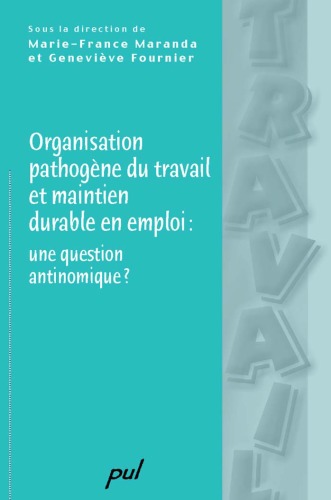 Sous la direction de
Marie-France Maranda
et Geneviève Fournier
Organisation
pathogène du travail
et maintien
durable en emploi :
une question
antinomique ?
TRAVAIL
pul